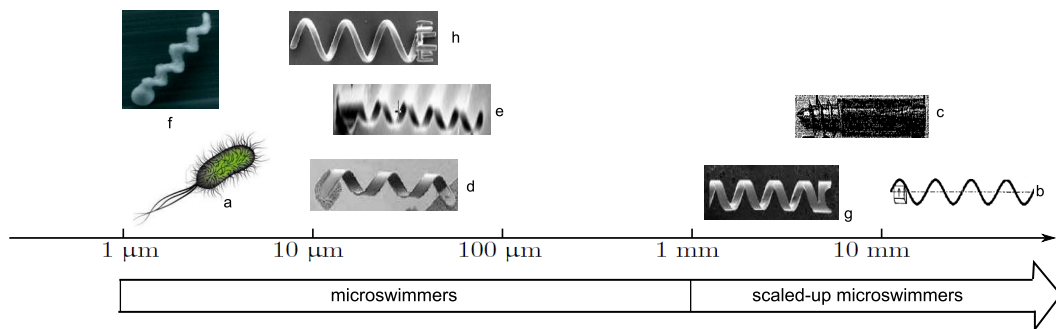 h
e
c
f
d
a
g
b
1 μm
10 μm
100 μm
1 mm
10 mm
microswimmers
scaled-up microswimmers